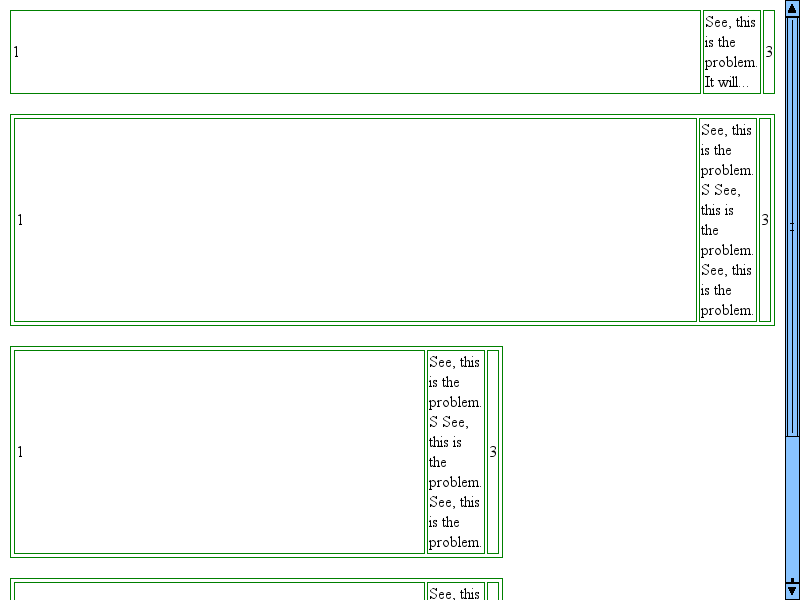 1
See, this
is the
problem.
It will...
3
1
See, this
is the
problem.
S See,
this is
the
problem.
See, this
is the
problem.
3
1
See, this
is the
problem.
S See,
this is
the
problem.
See, this
is the
problem.
3
See, this